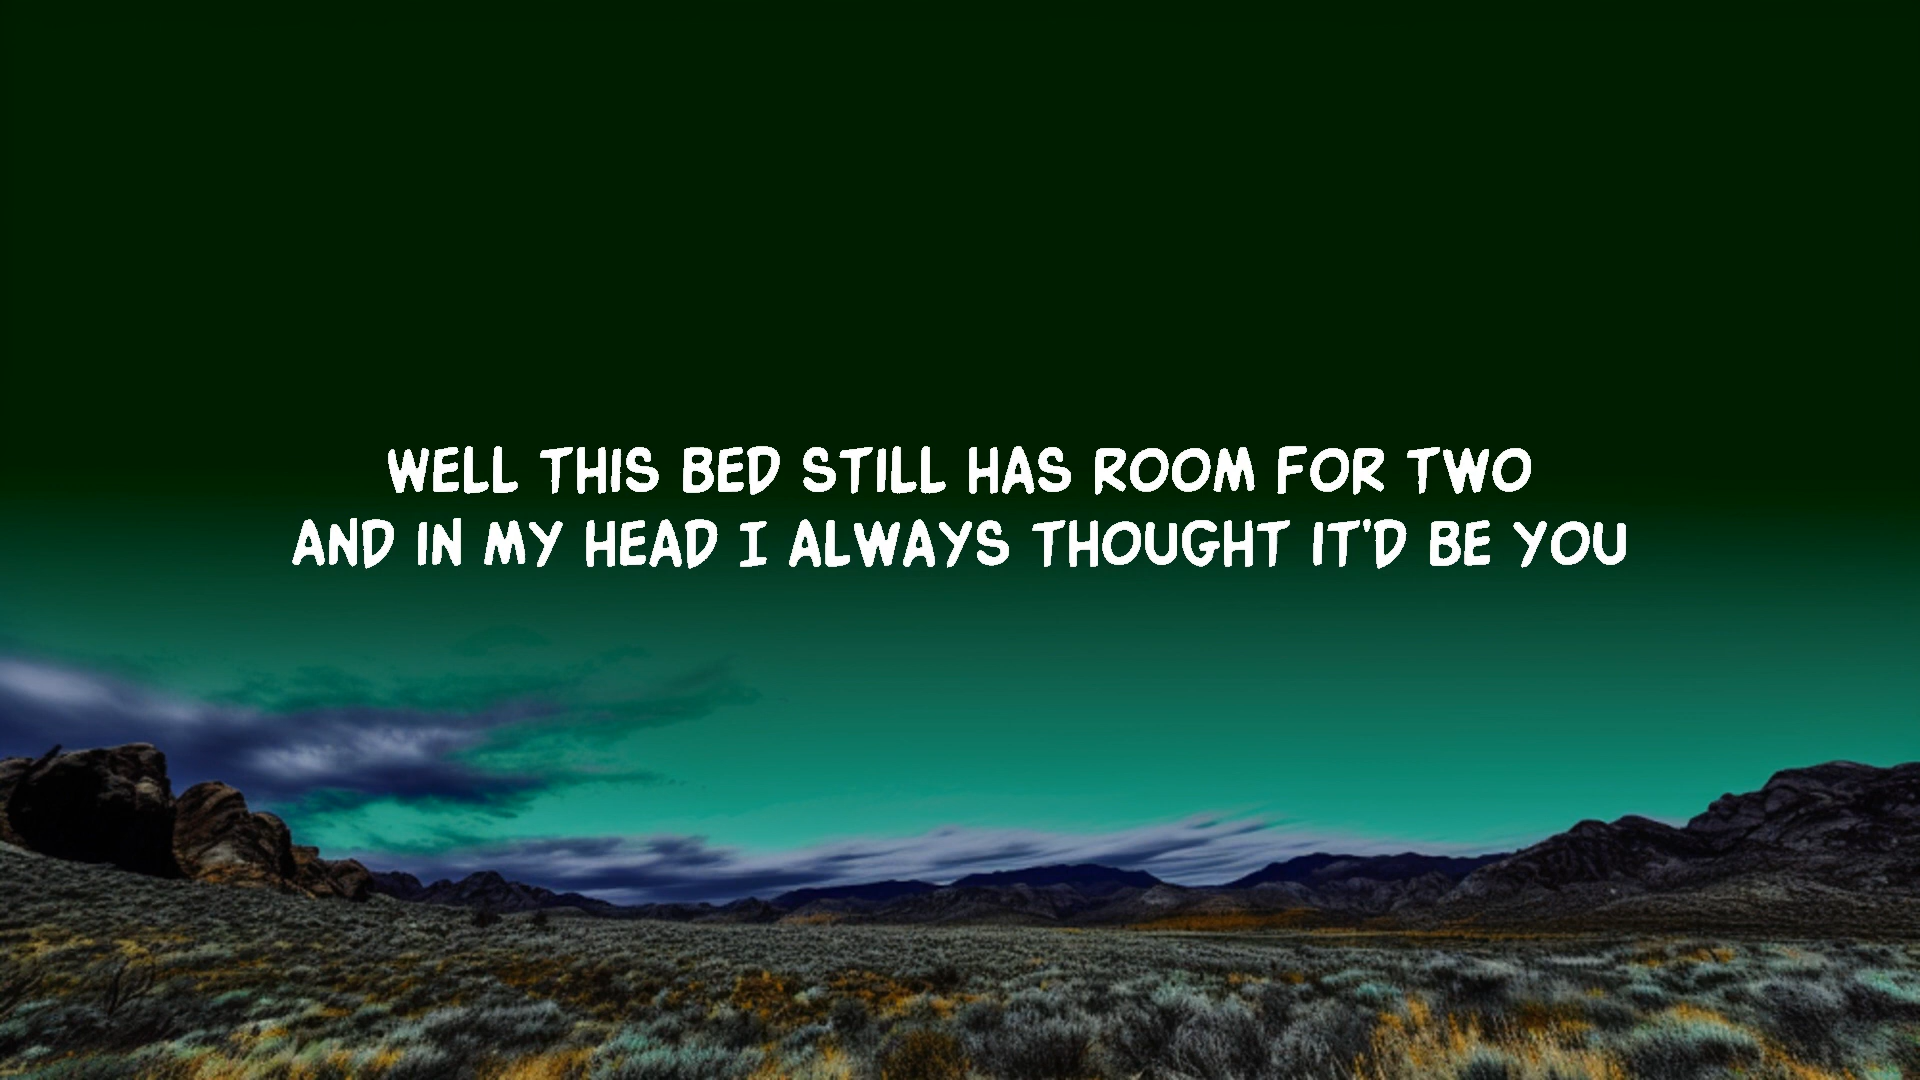 WELL THIS BED STILL HAS ROOM FOR TWO
AND IN MY HEAD I ALWAYS THOUGHT IT'D BE YOU